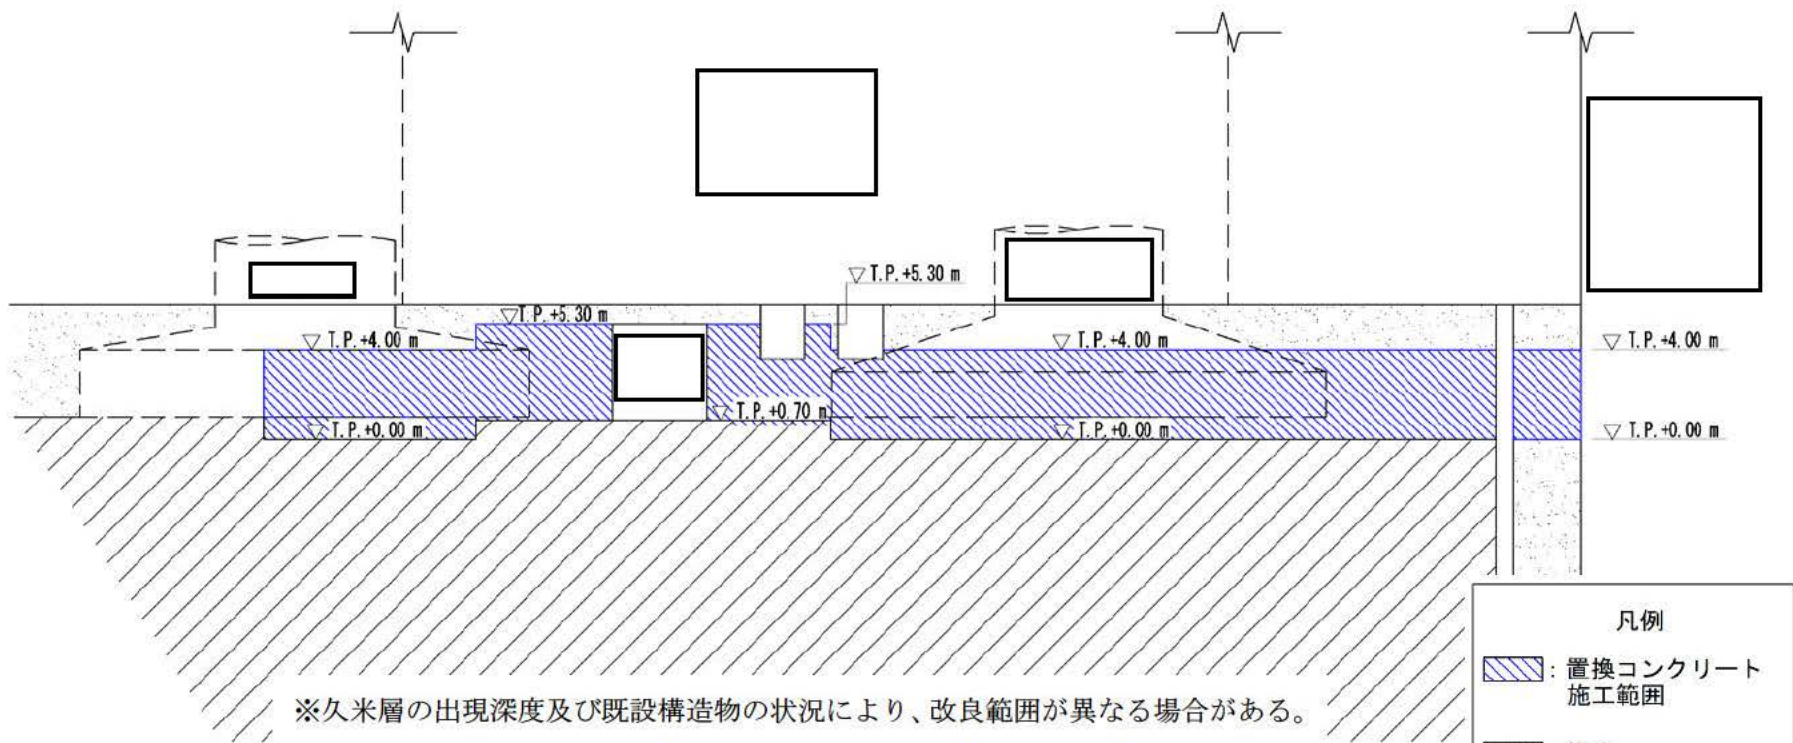 ▽T.P.+5.30 m
▽T.P.+5.30 m
▽ T.P.+4.00 m
▽ T.P.+4.00 m
▽ T.P.+4.00 m
▽ T.P.+0.70 m
▽ T.P.+0.00 m
▽ T.P.+0.00 m
▽ T.P.+0.00 m
凡例
: 置換コンクリート
施工範囲
※久米層の出現深度及び既設構造物の状況により、改良範囲が異なる場合がある。